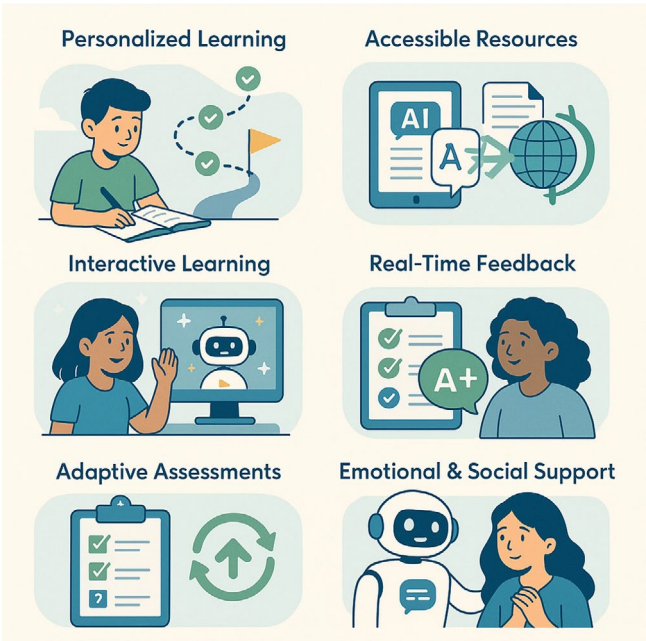 Personalized Learning
Accessible Resources
AI
A
Interactive Learning
Real-Time Feedback
A+
Adaptive Assessments
?
Emotional & Social Support